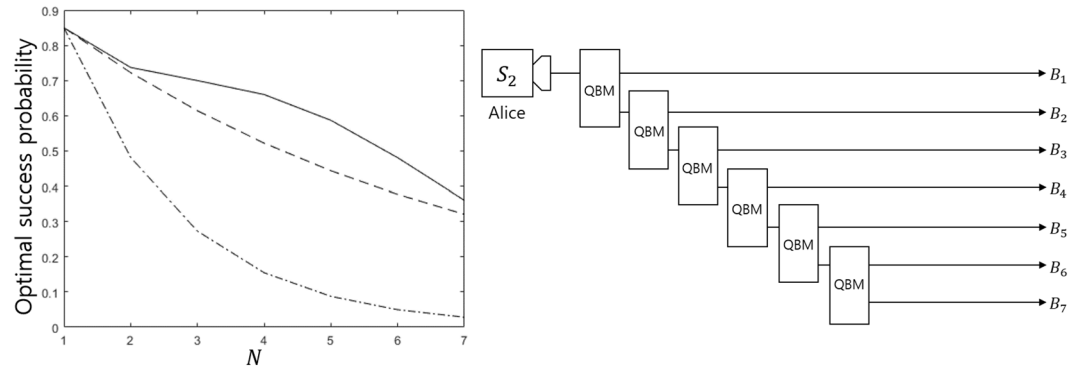 Optimal success probability
0.9
0.8
0.7
0.6
0.5
0.4
0.3
0.2
0.1
0
1 2 3 4 5 6 7
N
S₂
Alice
QBM
QBM
QBM
QBM
QBM
QBM
B₁
B₂
B₃
B₄
B₅
B₆
B₇